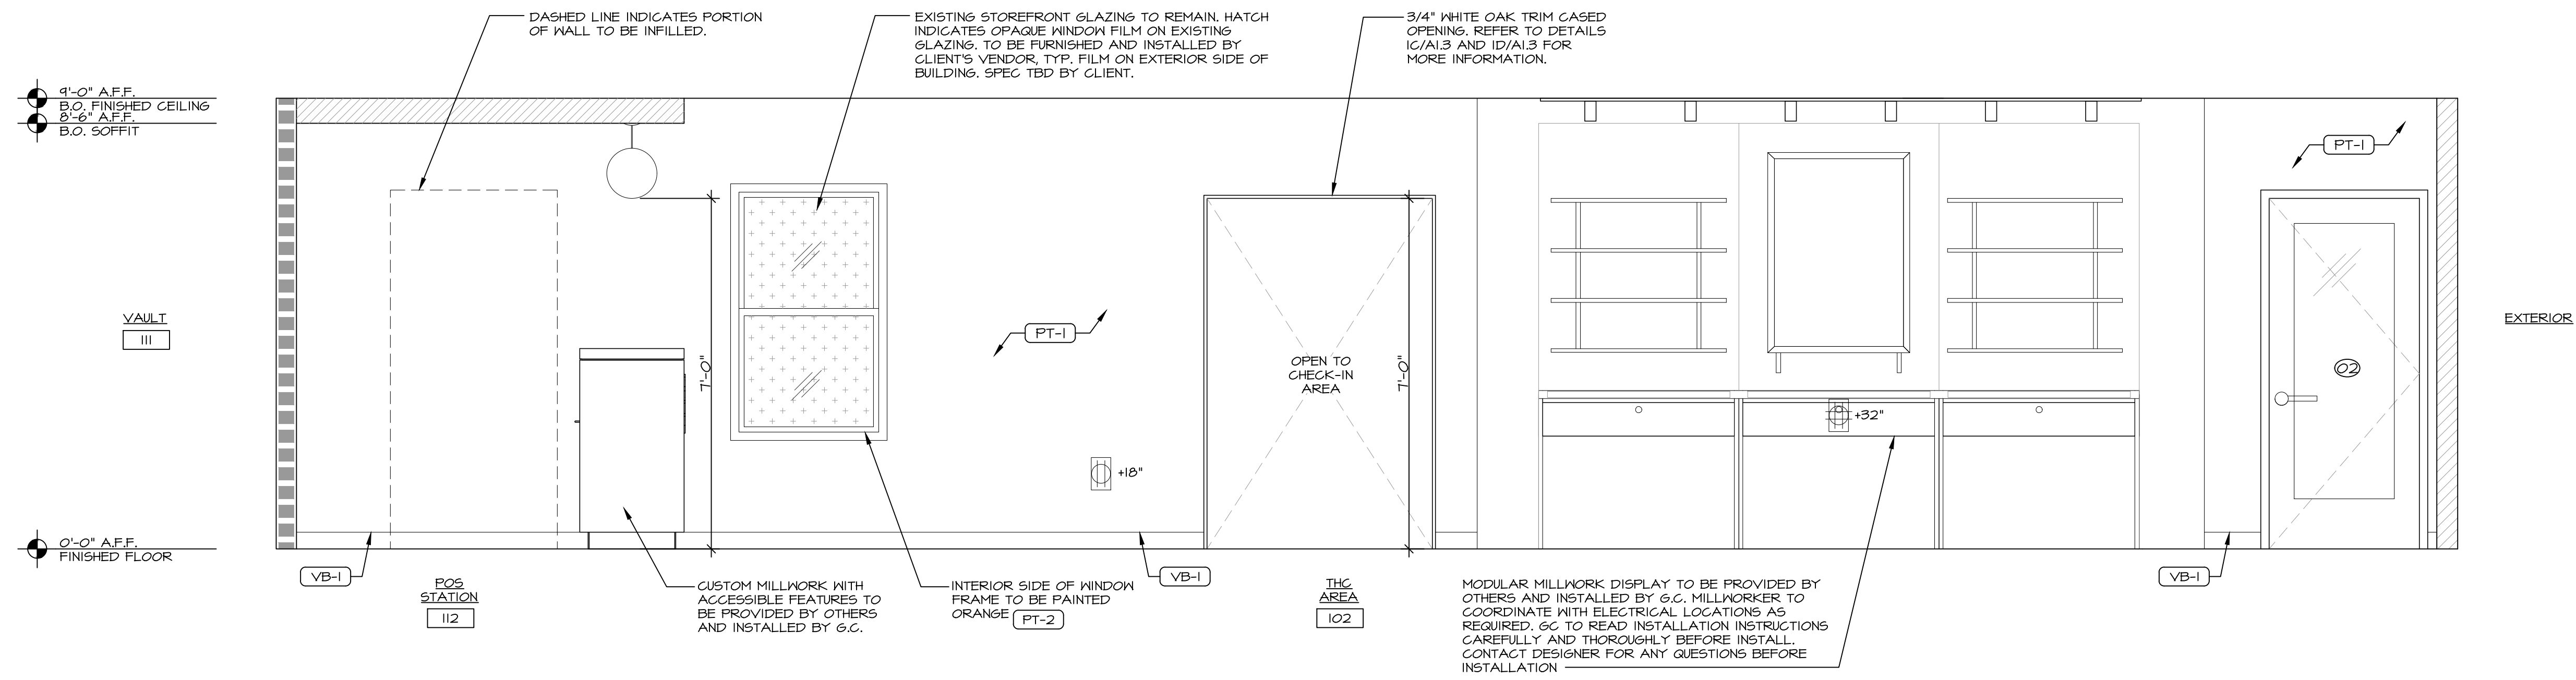 DASHED LINE INDICATES PORTION
OF WALL TO BE INFILLED.
EXISTING STOREFRONT GLAZING TO REMAIN. HATCH
INDICATES OPAQUE WINDOW FILM ON EXISTING
GLAZING. TO BE FURNISHED AND INSTALLED BY
CLIENT'S VENDOR, TYP. FILM ON EXTERIOR SIDE OF
BUILDING. SPEC TBD BY CLIENT.
3/4" WHITE OAK TRIM CASED
OPENING. REFER TO DETAILS
1C/A1.3 AND 1D/A1.3 FOR
MORE INFORMATION.
9'-0" A.F.F.
B.O. FINISHED CEILING
8'-6" A.F.F.
B.O. SOFFIT
PT-1
VAULT
111
EXTERIOR
PT-1
7'-0"
OPEN TO
CHECK-IN
AREA
7'-0"
02
+32"
+18"
0'-0" A.F.F.
FINISHED FLOOR
VB-1
POS
STATION
112
CUSTOM MILLWORK WITH
ACCESSIBLE FEATURES TO
BE PROVIDED BY OTHERS
AND INSTALLED BY G.C.
INTERIOR SIDE OF WINDOW
FRAME TO BE PAINTED
ORANGE PT-2
VB-1
THC
AREA
102
MODULAR MILLWORK DISPLAY TO BE PROVIDED BY
OTHERS AND INSTALLED BY G.C. MILLWORKER TO
COORDINATE WITH ELECTRICAL LOCATIONS AS
REQUIRED. GC TO READ INSTALLATION INSTRUCTIONS
CAREFULLY AND THOROUGHLY BEFORE INSTALL.
CONTACT DESIGNER FOR ANY QUESTIONS BEFORE
INSTALLATION
VB-1